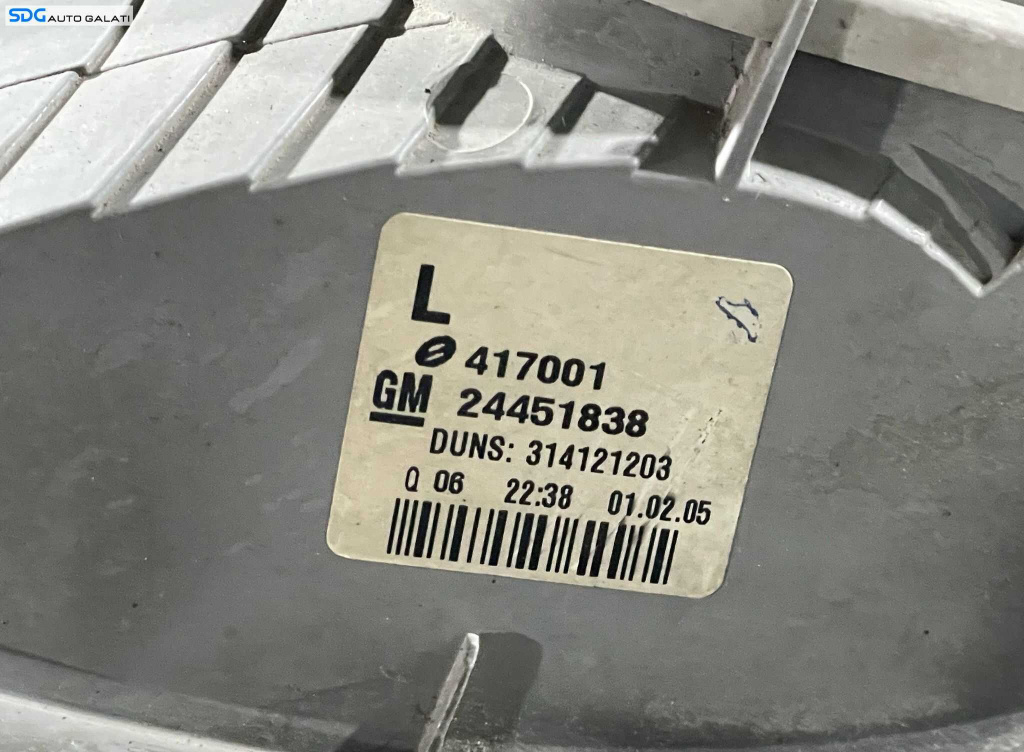 SDG AUTO GALATI
L
417001
GM 24451838
DUNS: 314121203
Q 06 22:38 01.02.05